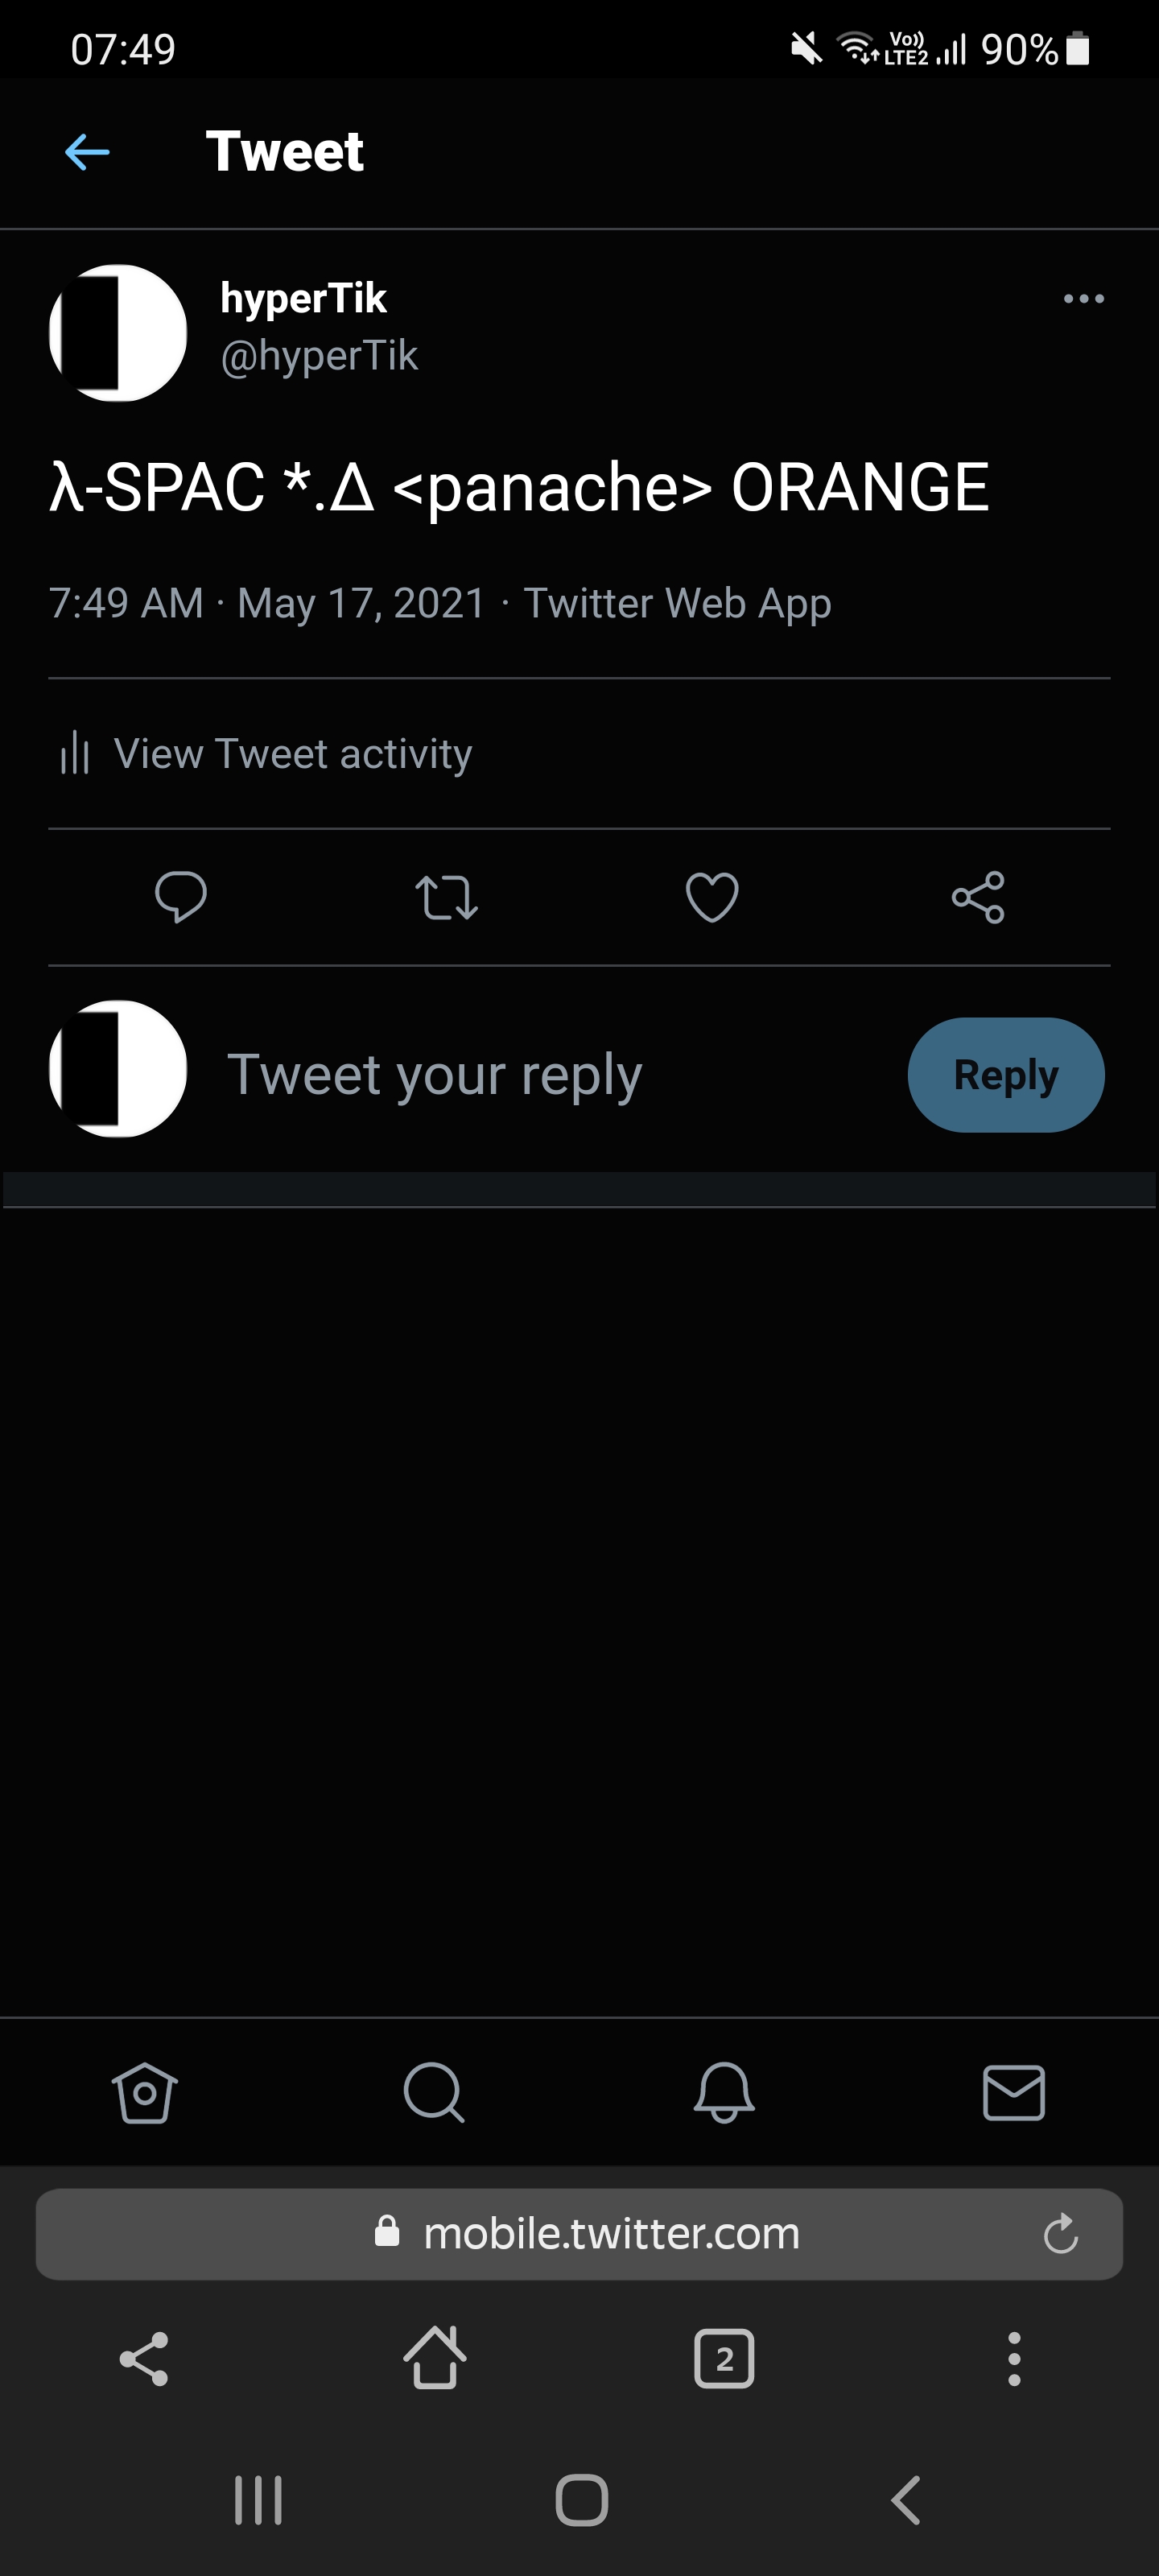 07:49 Vo)) LTE2 90%
Tweet
hyperTik
@hyperTik
λ-SPAC *.Δ <panache> ORANGE
7:49 AM · May 17, 2021 · Twitter Web App
View Tweet activity
Tweet your reply Reply
mobile.twitter.com
2